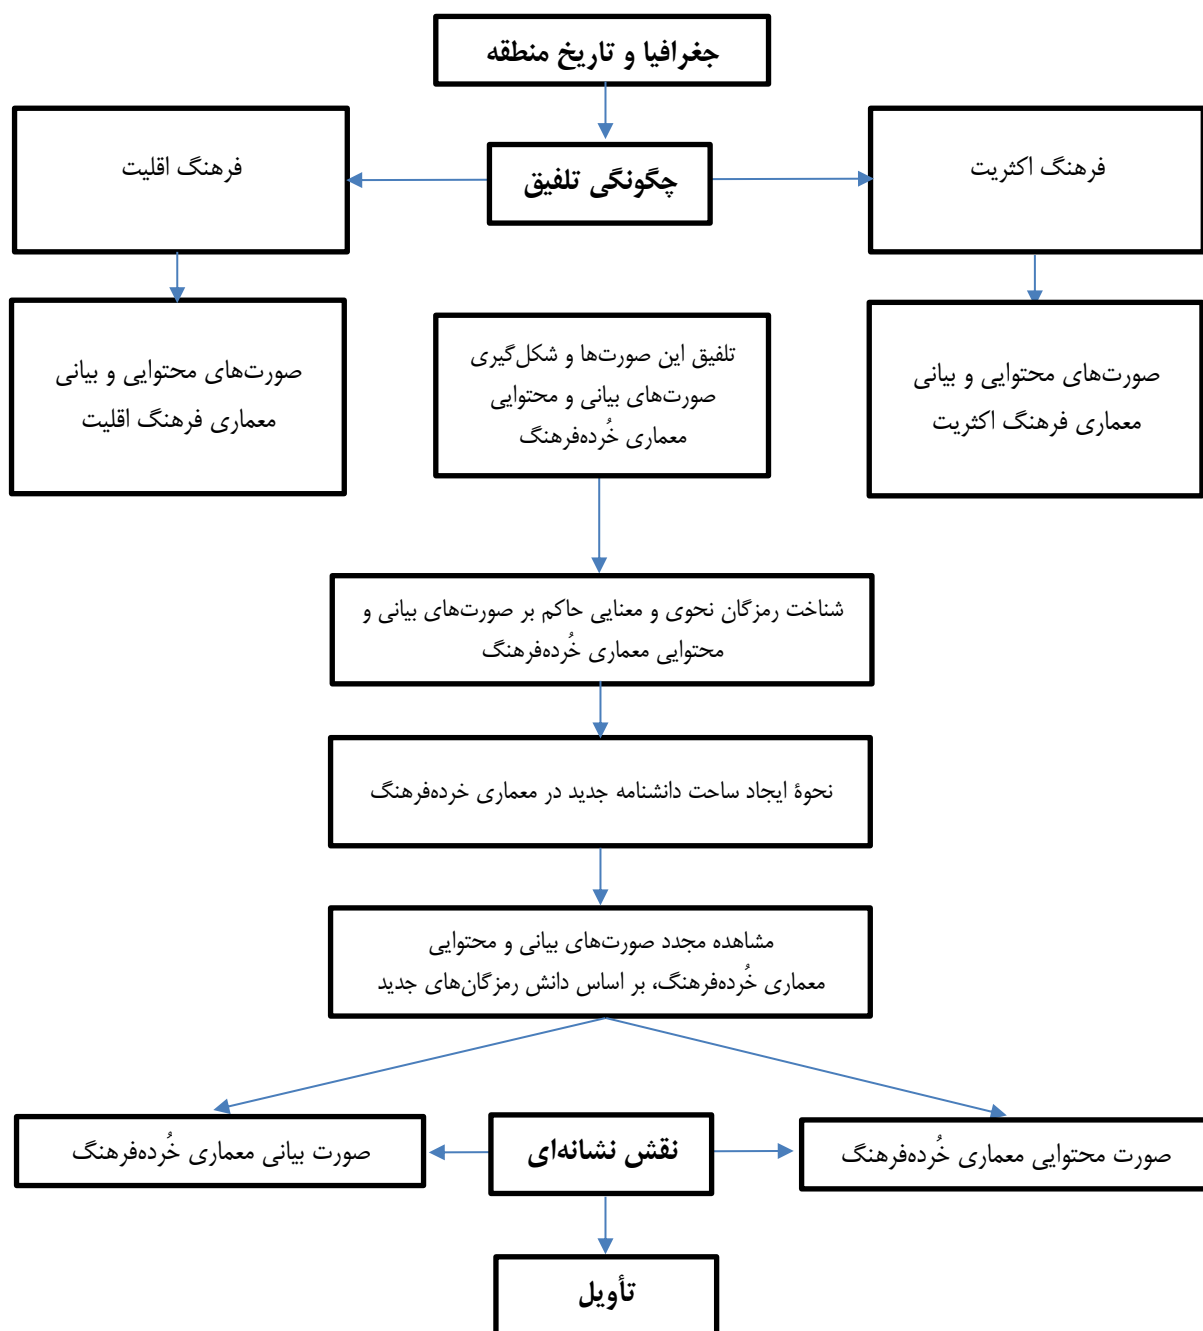 جغرافیا و تاریخ منطقه
چگونگی تلفیق
فرهنگ اکثریت
فرهنگ اقلیت
صورت‌های محتوایی و بیانی
معماری فرهنگ اکثریت
تلفیق این صورت‌ها و شکل‌گیری
صورت‌های بیانی و محتوایی
معماری خُرده‌فرهنگ
صورت‌های محتوایی و بیانی
معماری فرهنگ اقلیت
شناخت رمزگان نحوی و معنایی حاکم بر صورت‌های بیانی و
محتوایی معماری خُرده‌فرهنگ
نحوۀ ایجاد ساحت دانشنامه جدید در معماری خرده‌فرهنگ
مشاهده مجدد صورت‌های بیانی و محتوایی
معماری خُرده‌فرهنگ، بر اساس دانش رمزگان‌های جدید
صورت محتوایی معماری خُرده‌فرهنگ
نقش نشانه‌ای
صورت بیانی معماری خُرده‌فرهنگ
تأویل